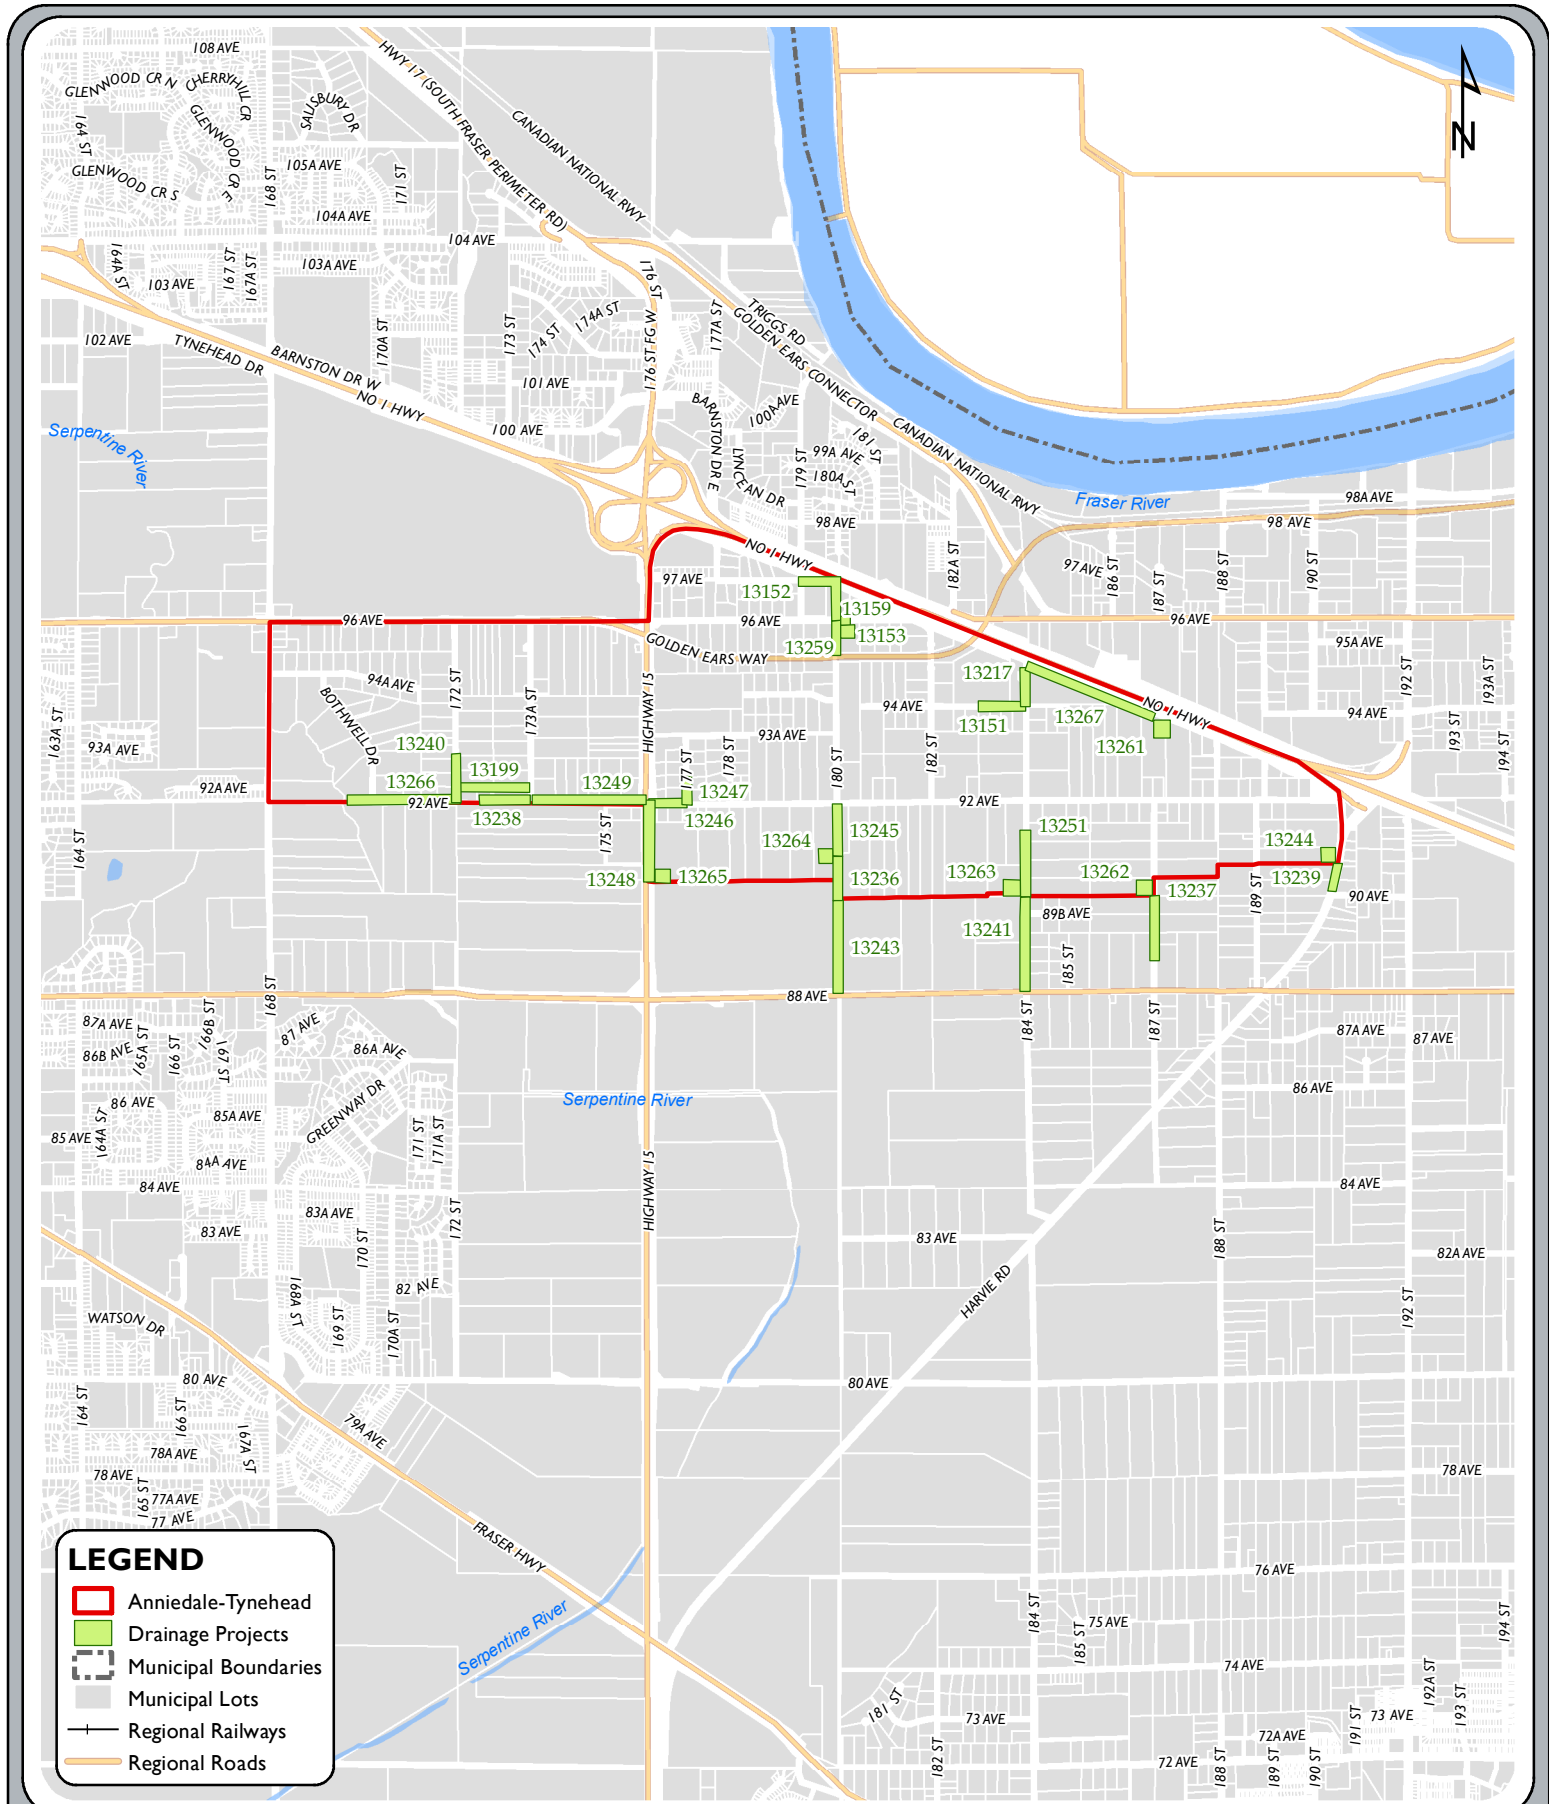 108 AVE
GLENWOOD CR N
CHERRYHILL CR
GLENWOOD CR E
SALISBURY DR
HWY 17 (SOUTH FRASER PERIMETER RD)
CANADIAN NATIONAL RWY
N
164 ST
GLENWOOD CR S
168 ST
105A AVE
171 ST
104A AVE
104 AVE
164A ST
103 AVE
167 ST
167A ST
103A AVE
176 ST
102 AVE
TYNEHEAD DR
BARNSTON DR W
NO 1 HWY
170A ST
173 ST
174 ST
174A ST
176 ST FG W
177A ST
TRIGGS RD
GOLDEN EARS CONNECTOR
CANADIAN NATIONAL RWY
101 AVE
100 AVE
BARNSTON DR E
100A AVE
LYNCEAN DR
179 ST
99A AVE
181 ST
180A ST
98 AVE
Serpentine River
Fraser River
98A AVE
98 AVE
NO 1 HWY
97 AVE
182A ST
97 AVE
186 ST
187 ST
188 ST
190 ST
13152
13159
13153
13259
96 AVE
96 AVE
96 AVE
GOLDEN EARS WAY
95A AVE
192 ST
193A ST
94A AVE
172 ST
173A ST
BOTHWELL DR
HIGHWAY 15
13217
13151
94 AVE
13267
13261
NO 1 HWY
94 AVE
193 ST
194 ST
163A ST
93A AVE
93A AVE
177 ST
178 ST
180 ST
182 ST
13240
13199
13266
13249
13247
92A AVE
92 AVE
13238
13246
92 AVE
175 ST
164 ST
13264
13245
13251
13244
13248
13265
13236
13263
13262
13237
189 ST
13239
90 AVE
89B AVE
13243
13241
185 ST
168 ST
88 AVE
184 ST
187 ST
87A AVE
86B AVE
165A ST
166 ST
166B ST
167 ST
87 AVE
86A AVE
87A AVE
87 AVE
86 AVE
86 AVE
85A AVE
GREENWAY DR
85 AVE
164A ST
171 ST
171A ST
Serpentine River
84A AVE
84 AVE
84 AVE
HIGHWAY 15
83A AVE
83 AVE
170 ST
172 ST
83 AVE
188 ST
82A AVE
82 AVE
168A ST
169 ST
170A ST
HARVIE RD
192 ST
WATSON DR
80 AVE
80 AVE
164 ST
166 ST
167A ST
79A AVE
78A AVE
78 AVE
78 AVE
165 ST
77A AVE
77 AVE
FRASER HWY
76 AVE
Serpentine River
184 ST
185 ST
75 AVE
194 ST
74 AVE
181 ST
73 AVE
182 ST
192A ST
193 ST
191 ST
73 AVE
72A AVE
72 AVE
188 ST
189 ST
190 ST
LEGEND
Anniedale-Tynehead
Drainage Projects
Municipal Boundaries
Municipal Lots
Regional Railways
Regional Roads